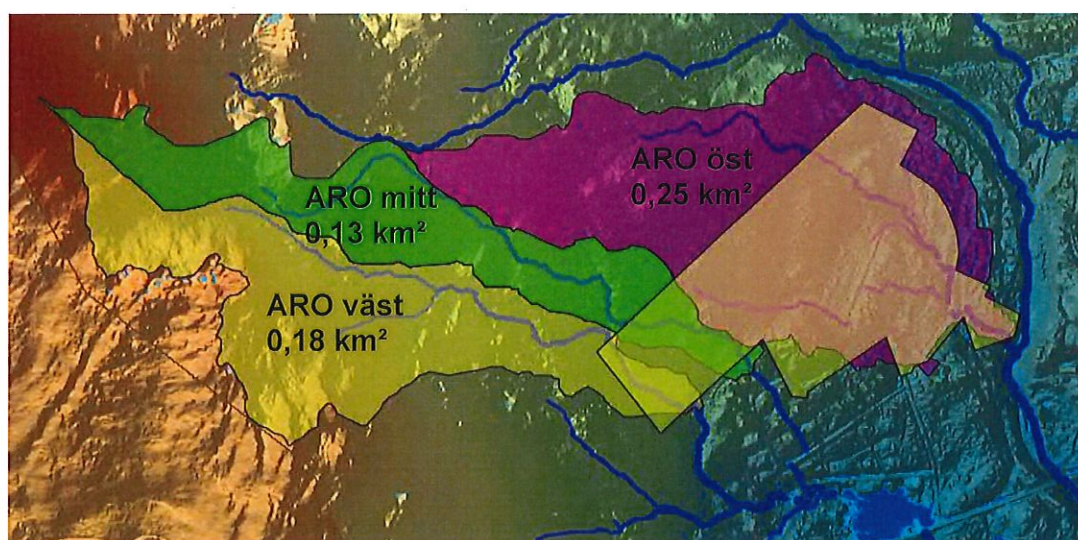 ARO öst
0,25 km²
ARO mitt
0,13 km²
ARO väst
0,18 km²